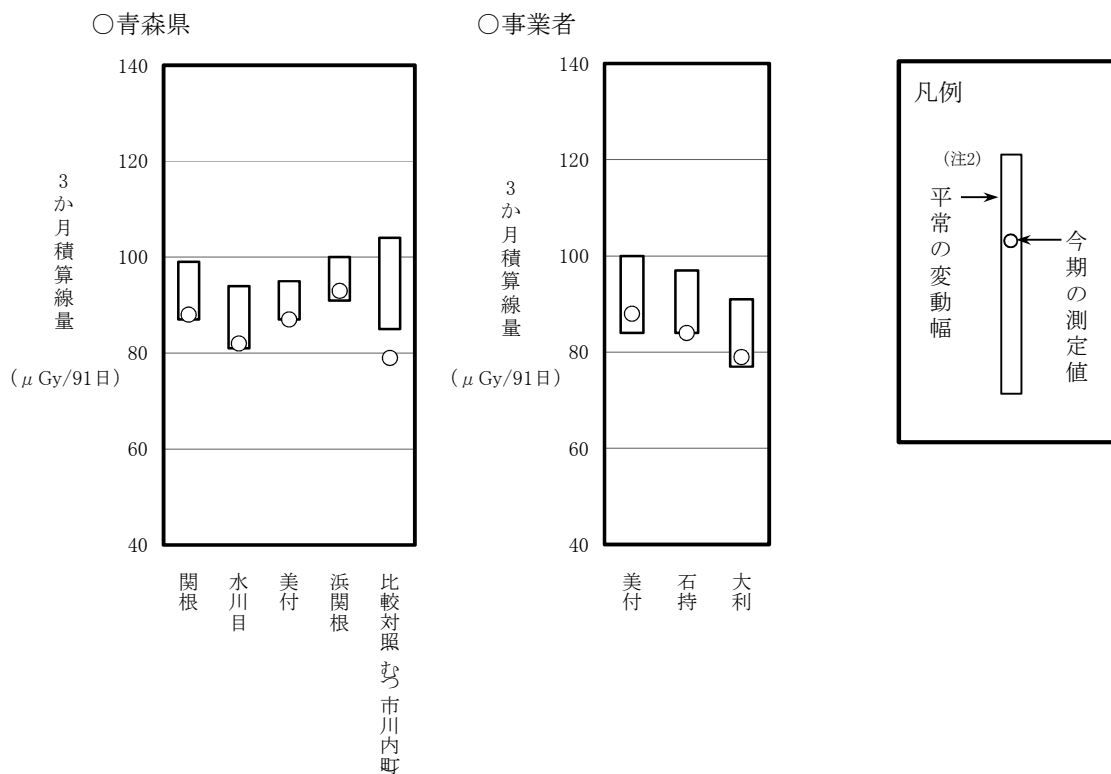 ○青森県
140
120
100
80
60
40
3か月積算線量
(μGy/91日)
関根
水川目
美付
浜関根
比較対照(むつ市川内町)
○事業者
140
120
100
80
60
40
3か月積算線量
(μGy/91日)
美付
石持
大利
凡例
(注2)
平常の変動幅
今期の測定値